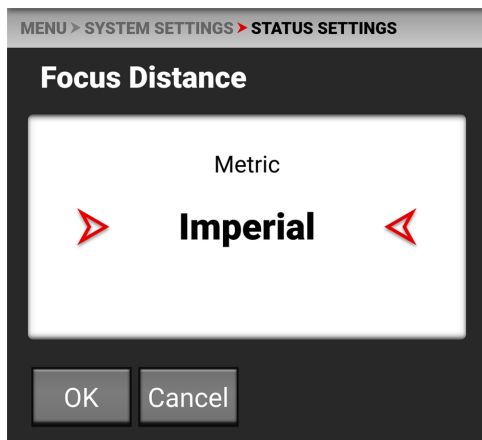 MENU > SYSTEM SETTINGS > STATUS SETTINGS
Focus Distance
Metric
Imperial
OK Cancel